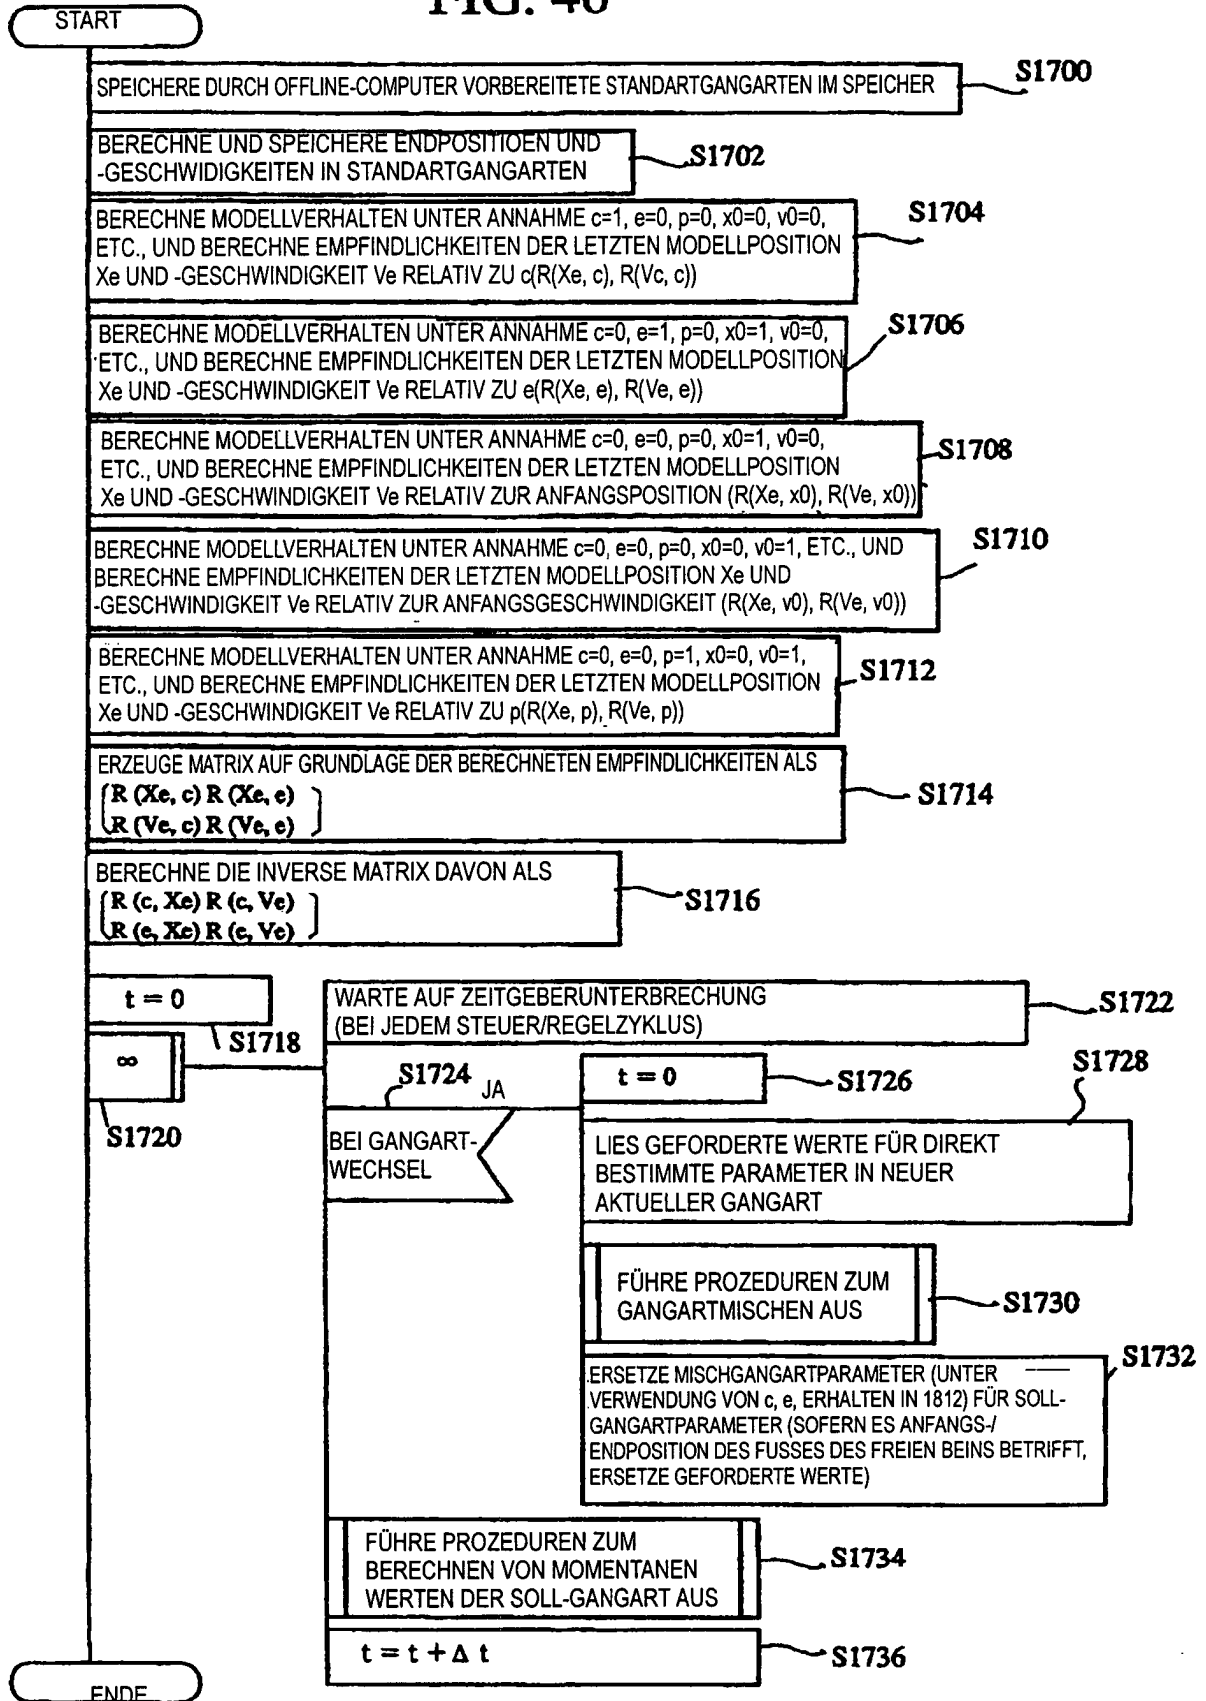 START
SPEICHERE DURCH OFFLINE-COMPUTER VORBEREITETE STANDARTGANGARTEN IM SPEICHER
S1700
BERECHNE UND SPEICHERE ENDPOSITIOEN UND
-GESCHWIDIGKEITEN IN STANDARTGANGARTEN
S1702
BERECHNE MODELLVERHALTEN UNTER ANNAHME c=1, e=0, p=0, x0=0, v0=0,
ETC., UND BERECHNE EMPFINDLICHKEITEN DER LETZTEN MODELLPOSITION
Xe UND -GESCHWINDIGKEIT Ve RELATIV ZU c(R(Xe, c), R(Vc, c))
S1704
BERECHNE MODELLVERHALTEN UNTER ANNAHME c=0, e=1, p=0, x0=1, v0=0,
ETC., UND BERECHNE EMPFINDLICHKEITEN DER LETZTEN MODELLPOSITION
Xe UND -GESCHWINDIGKEIT Ve RELATIV ZU e(R(Xe, e), R(Ve, e))
S1706
BERECHNE MODELLVERHALTEN UNTER ANNAHME c=0, e=0, p=0, x0=1, v0=0,
ETC., UND BERECHNE EMPFINDLICHKEITEN DER LETZTEN MODELLPOSITION
Xe UND -GESCHWINDIGKEIT Ve RELATIV ZUR ANFANGSPOSITION (R(Xe, x0), R(Ve, x0))
S1708
BERECHNE MODELLVERHALTEN UNTER ANNAHME c=0, e=0, p=0, x0=0, v0=1, ETC., UND
BERECHNE EMPFINDLICHKEITEN DER LETZTEN MODELLPOSITION Xe UND
-GESCHWINDIGKEIT Ve RELATIV ZUR ANFANGSGESCHWINDIGKEIT (R(Xe, v0), R(Ve, v0))
S1710
BERECHNE MODELLVERHALTEN UNTER ANNAHME c=0, e=0, p=1, x0=0, v0=1,
ETC., UND BERECHNE EMPFINDLICHKEITEN DER LETZTEN MODELLPOSITION
Xe UND -GESCHWINDIGKEIT Ve RELATIV ZU p(R(Xe, p), R(Ve, p))
S1712
ERZEUGE MATRIX AUF GRUNDLAGE DER BERECHNETEN EMPFINDLICHKEITEN ALS
R (Xe, c) R (Xe, e)
R (Ve, c) R (Ve, e)
S1714
BERECHNE DIE INVERSE MATRIX DAVON ALS
R (c, Xe) R (c, Ve)
R (e, Xe) R (e, Ve)
S1716
t = 0
S1718
∞
S1720
WARTE AUF ZEITGEBERUNTERBRECHUNG
(BEI JEDEM STEUER/REGELZYKLUS)
S1722
S1724
JA
BEI GANGART-
WECHSEL
t = 0
S1726
S1728
LIES GEFORDERTE WERTE FÜR DIREKT
BESTIMMTE PARAMETER IN NEUER
AKTUELLER GANGART
FÜHRE PROZEDUREN ZUM
GANGARTMISCHEN AUS
S1730
S1732
ERSETZE MISCHGANGARTPARAMETER (UNTER
VERWENDUNG VON c, e, ERHALTEN IN 1812) FÜR SOLL-
GANGARTPARAMETER (SOFERN ES ANFANGS-/
ENDPOSITION DES FUSSES DES FREIEN BEINS BETRIFFT,
ERSETZE GEFORDERTE WERTE)
FÜHRE PROZEDUREN ZUM
BERECHNEN VON MOMENTANEN
WERTEN DER SOLL-GANGART AUS
S1734
t = t + Δ t
S1736
ENDE